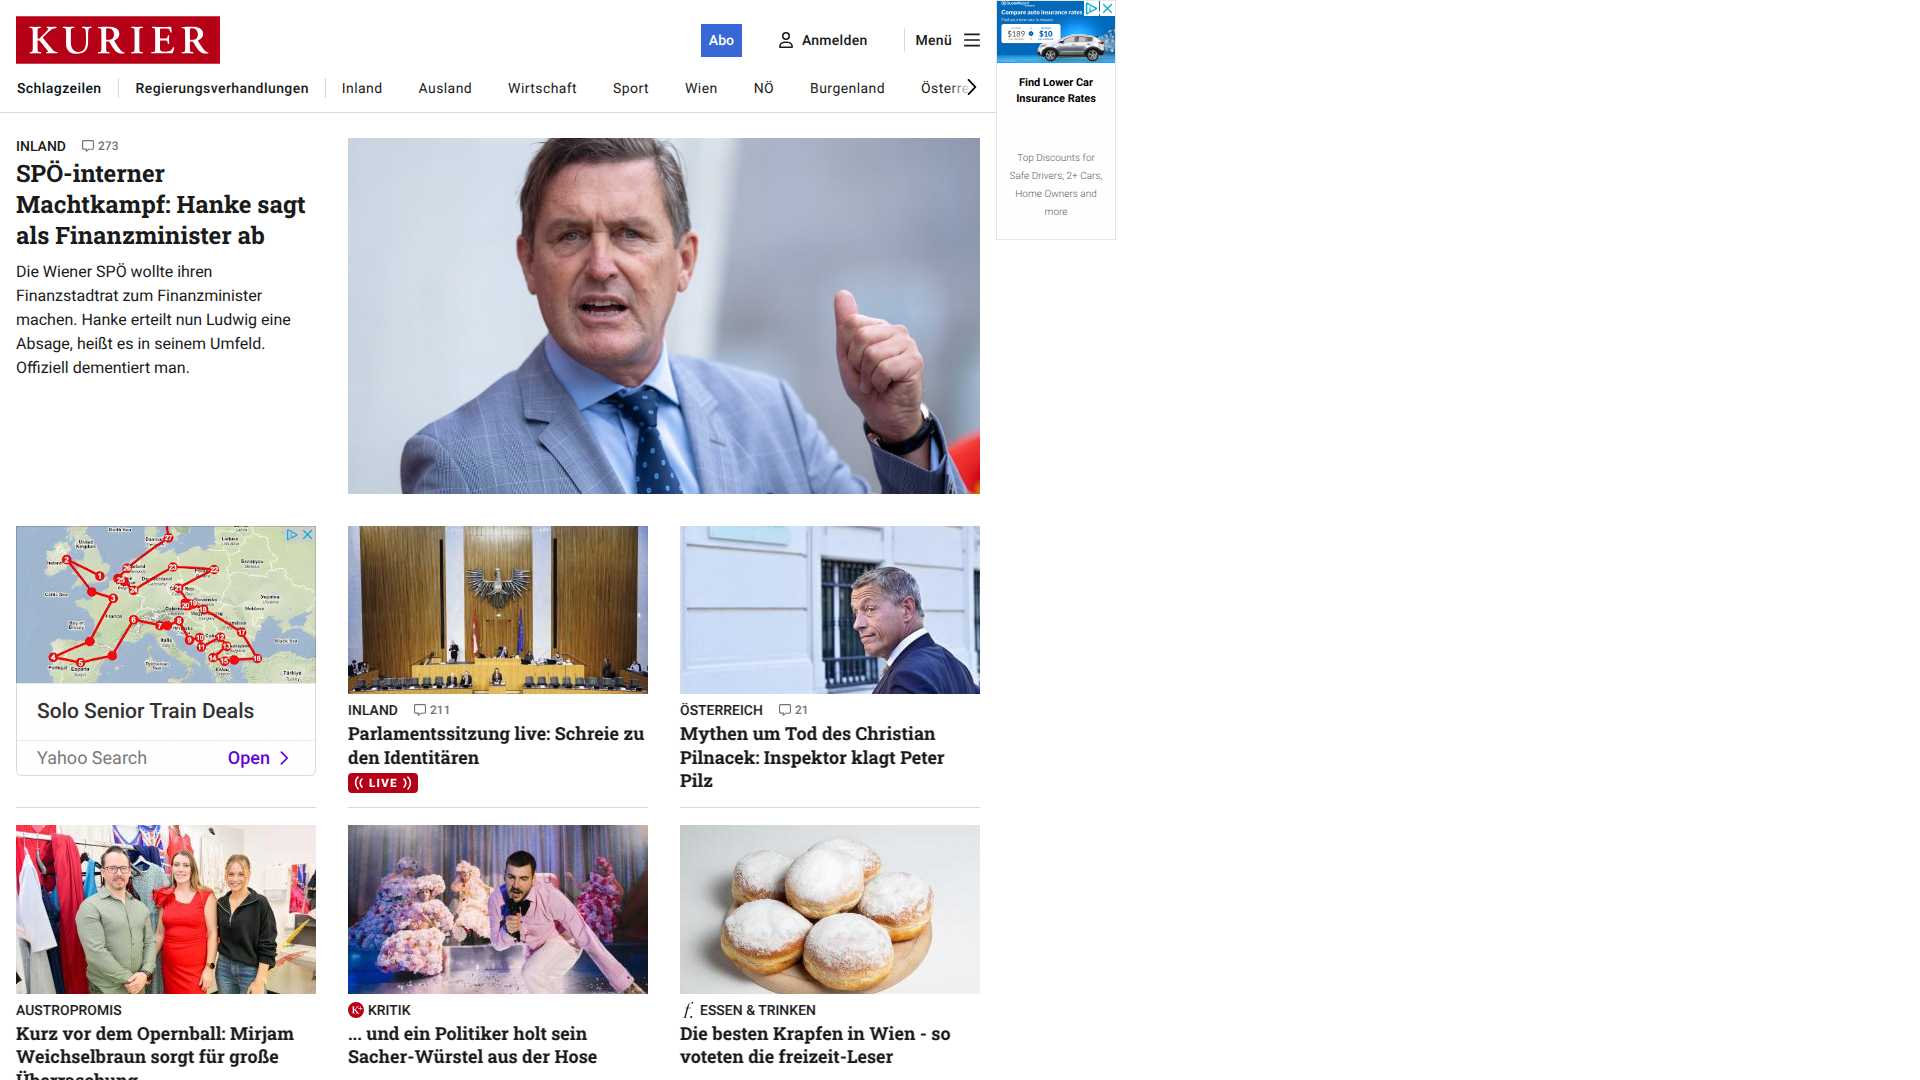 KURIER
Abo
Anmelden
Menü
Schlagzeilen
Regierungsverhandlungen
Inland
Ausland
Wirtschaft
Sport
Wien
NÖ
Burgenland
Österre
INLAND 273
SPÖ-interner
Machtkampf: Hanke sagt
als Finanzminister ab
Die Wiener SPÖ wollte ihren
Finanzstadtrat zum Finanzminister
machen. Hanke erteilt nun Ludwig eine
Absage, heißt es in seinem Umfeld.
Offiziell dementiert man.
Compare auto insurance rates
$189
$10
Find Lower Car
Insurance Rates
Top Discounts for
Safe Drivers, 2+ Cars,
Home Owners and
more
Solo Senior Train Deals
Yahoo Search
Open
INLAND 211
Parlamentssitzung live: Schreie zu
den Identitären
LIVE
ÖSTERREICH 21
Mythen um Tod des Christian
Pilnacek: Inspektor klagt Peter
Pilz
AUSTROPROMIS
Kurz vor dem Opernball: Mirjam
Weichselbraun sorgt für große
Überraschung
K+ KRITIK
... und ein Politiker holt sein
Sacher-Würstel aus der Hose
f. ESSEN & TRINKEN
Die besten Krapfen in Wien - so
voteten die freizeit-Leser